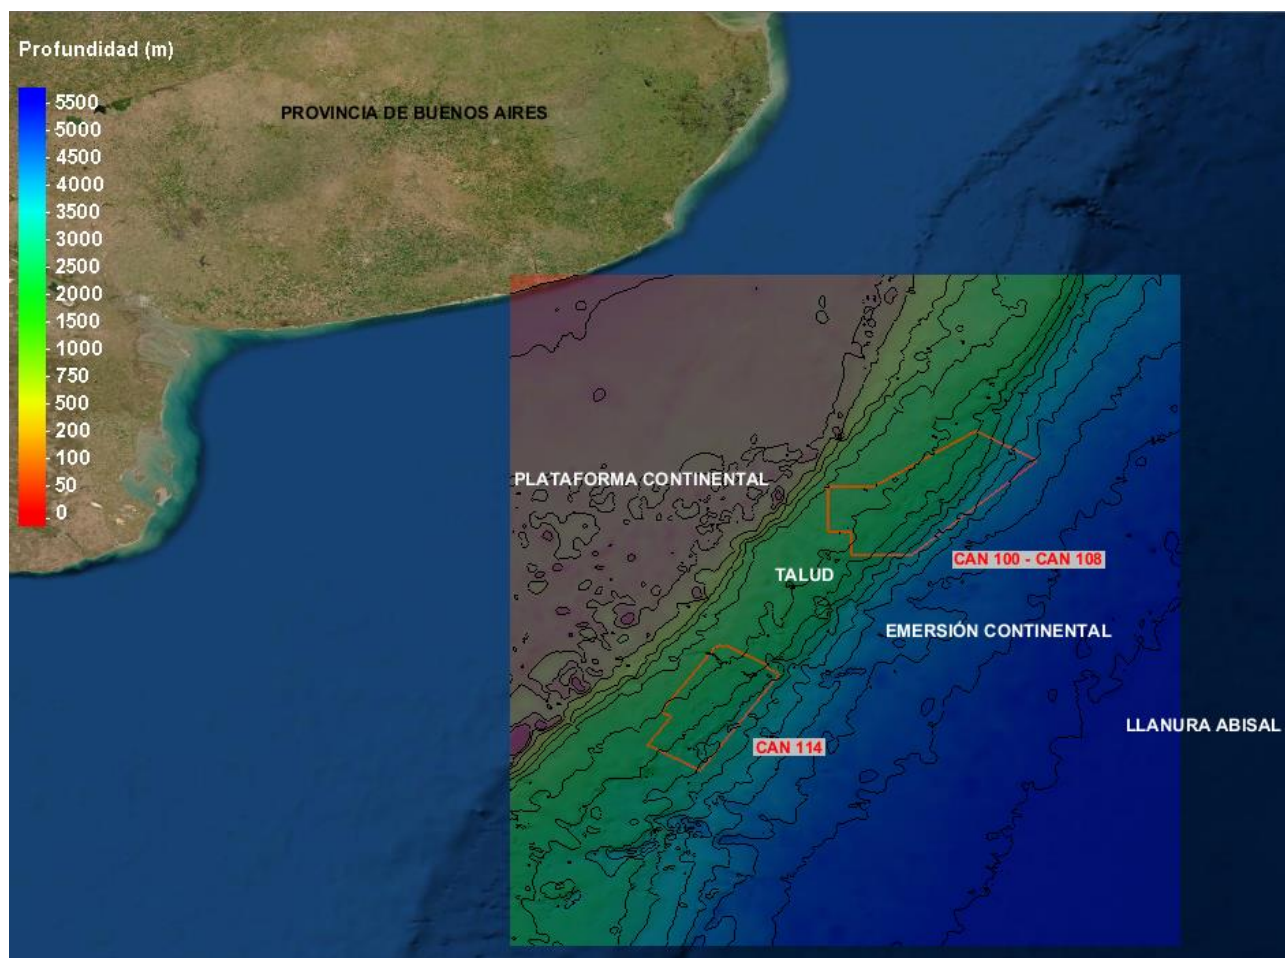 Profundidad (m)
5500
5000
4500
4000
3500
3000
2500
2000
1500
1000
750
500
200
100
50
0
PROVINCIA DE BUENOS AIRES
PLATAFORMA CONTINENTAL
CAN 100 - CAN 108
TALUD
EMERSIÓN CONTINENTAL
LLANURA ABISAL
CAN 114